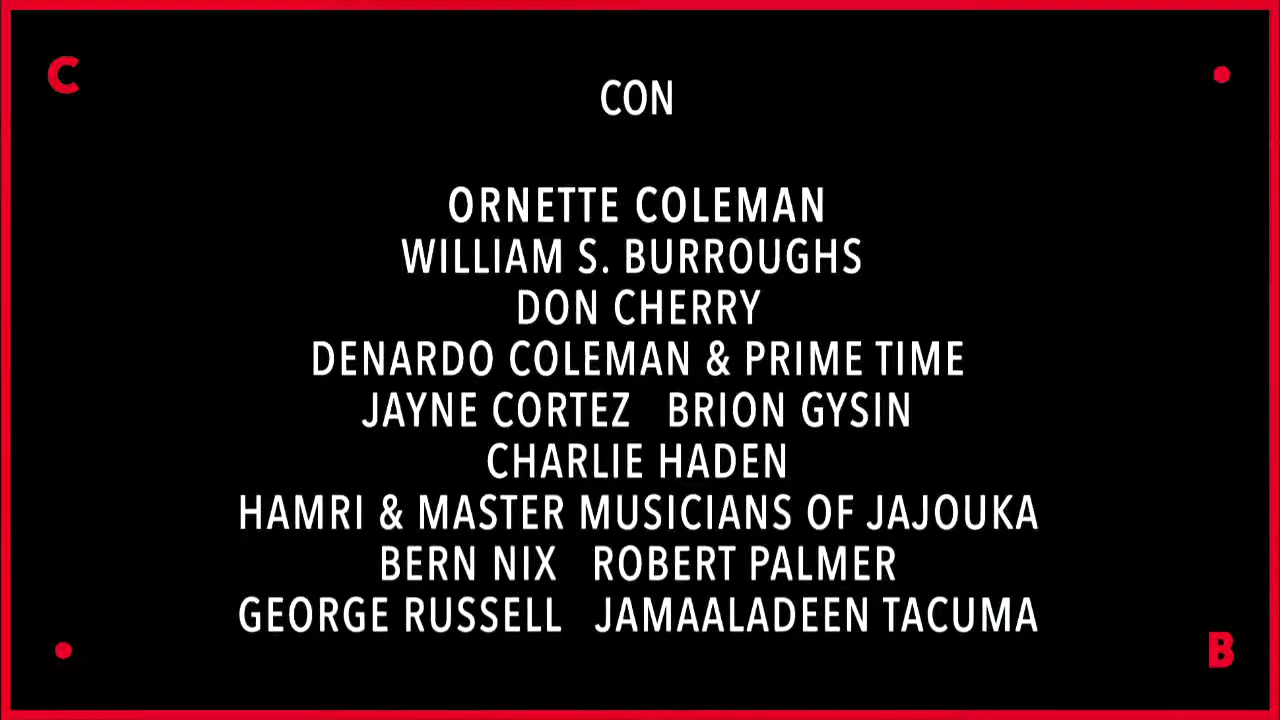 C
CON
ORNETTE COLEMAN
WILLIAM S. BURROUGHS
DON CHERRY
DENARDO COLEMAN & PRIME TIME
JAYNE CORTEZ BRION GYSIN
CHARLIE HADEN
HAMRI & MASTER MUSICIANS OF JAJOUKA
BERN NIX ROBERT PALMER
GEORGE RUSSELL JAMAALADEEN TACUMA
B